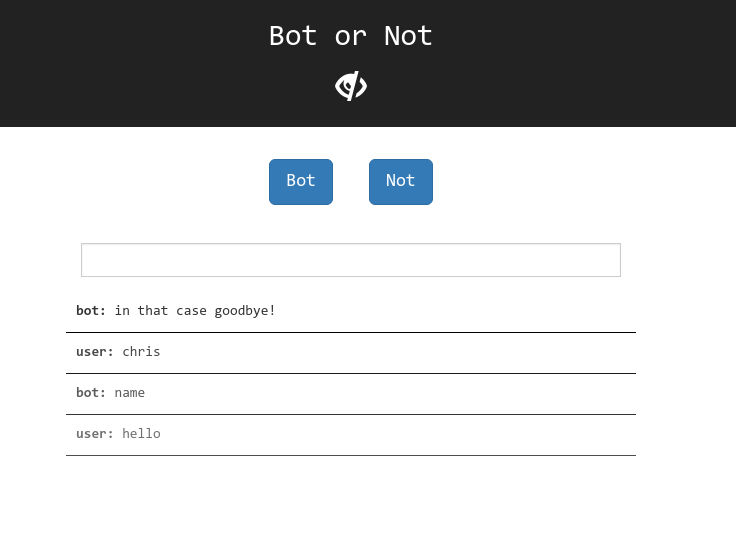 Bot or Not
Bot
Not
bot: in that case goodbye!
user: chris
bot: name
user: hello